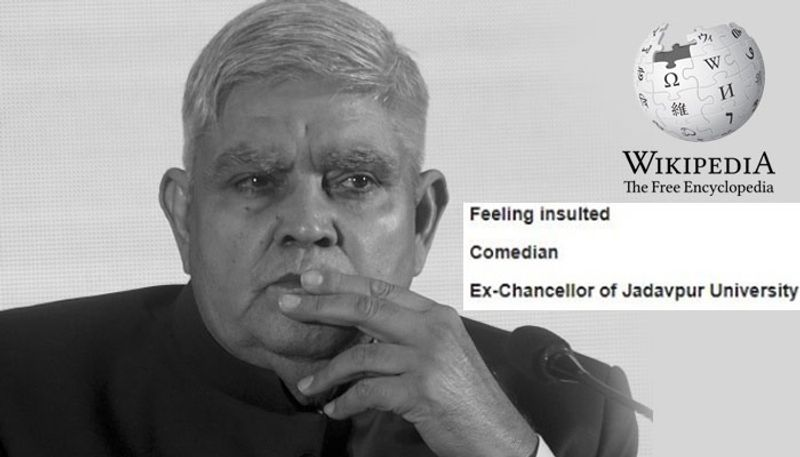 WIKIPEDIA
The Free Encyclopedia
Feeling insulted
Comedian
Ex-Chancellor of Jadavpur University